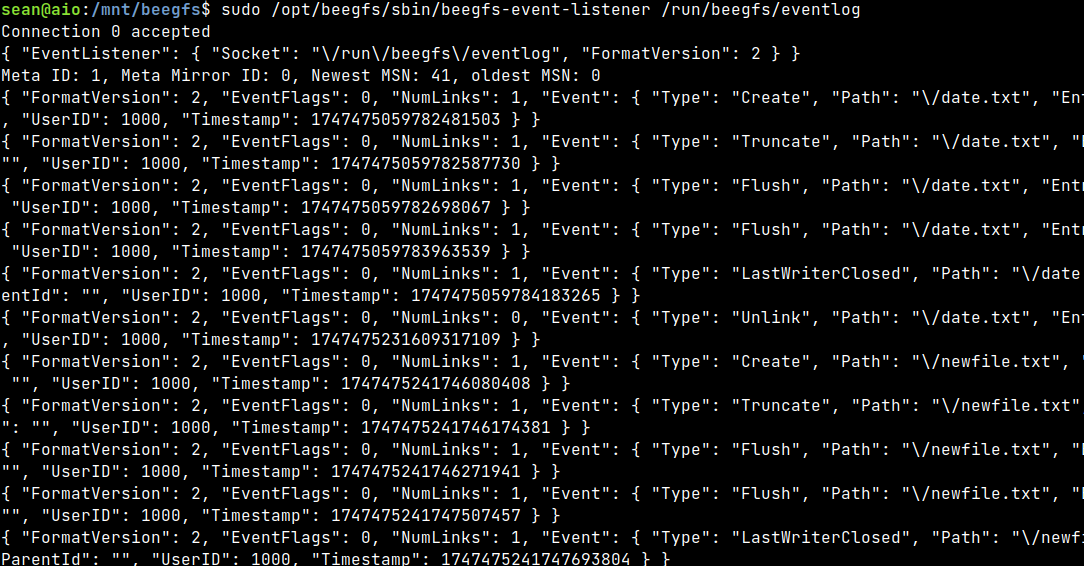 sean@aio:/mnt/beegfs$ sudo /opt/beegfs/sbin/beegfs-event-listener /run/beegfs/eventlog
Connection 0 accepted
{ "EventListener": { "Socket": "\/run\/beegfs\/eventlog", "FormatVersion": 2 } }
Meta ID: 1, Meta Mirror ID: 0, Newest MSN: 41, oldest MSN: 0
{ "FormatVersion": 2, "EventFlags": 0, "NumLinks": 1, "Event": { "Type": "Create", "Path": "\/date.txt", "Ent
, "UserID": 1000, "Timestamp": 1747475059782481503 } }
{ "FormatVersion": 2, "EventFlags": 0, "NumLinks": 1, "Event": { "Type": "Truncate", "Path": "\/date.txt", "
"", "UserID": 1000, "Timestamp": 1747475059782587730 } }
{ "FormatVersion": 2, "EventFlags": 0, "NumLinks": 1, "Event": { "Type": "Flush", "Path": "\/date.txt", "Entr
"UserID": 1000, "Timestamp": 1747475059782698067 } }
{ "FormatVersion": 2, "EventFlags": 0, "NumLinks": 1, "Event": { "Type": "Flush", "Path": "\/date.txt", "Entr
"UserID": 1000, "Timestamp": 1747475059783963539 } }
{ "FormatVersion": 2, "EventFlags": 0, "NumLinks": 1, "Event": { "Type": "LastWriterClosed", "Path": "\/date
entId": "", "UserID": 1000, "Timestamp": 1747475059784183265 } }
{ "FormatVersion": 2, "EventFlags": 0, "NumLinks": 0, "Event": { "Type": "Unlink", "Path": "\/date.txt", "Ent
, "UserID": 1000, "Timestamp": 1747475231609317109 } }
{ "FormatVersion": 2, "EventFlags": 0, "NumLinks": 1, "Event": { "Type": "Create", "Path": "\/newfile.txt", "
"", "UserID": 1000, "Timestamp": 1747475241746080408 } }
{ "FormatVersion": 2, "EventFlags": 0, "NumLinks": 1, "Event": { "Type": "Truncate", "Path": "\/newfile.txt"
": "", "UserID": 1000, "Timestamp": 1747475241746174381 } }
{ "FormatVersion": 2, "EventFlags": 0, "NumLinks": 1, "Event": { "Type": "Flush", "Path": "\/newfile.txt", "
"", "UserID": 1000, "Timestamp": 1747475241746271941 } }
{ "FormatVersion": 2, "EventFlags": 0, "NumLinks": 1, "Event": { "Type": "Flush", "Path": "\/newfile.txt", "
"", "UserID": 1000, "Timestamp": 1747475241747507457 } }
{ "FormatVersion": 2, "EventFlags": 0, "NumLinks": 1, "Event": { "Type": "LastWriterClosed", "Path": "\/newf
ParentId": "", "UserID": 1000, "Timestamp": 1747475241747693804 } }